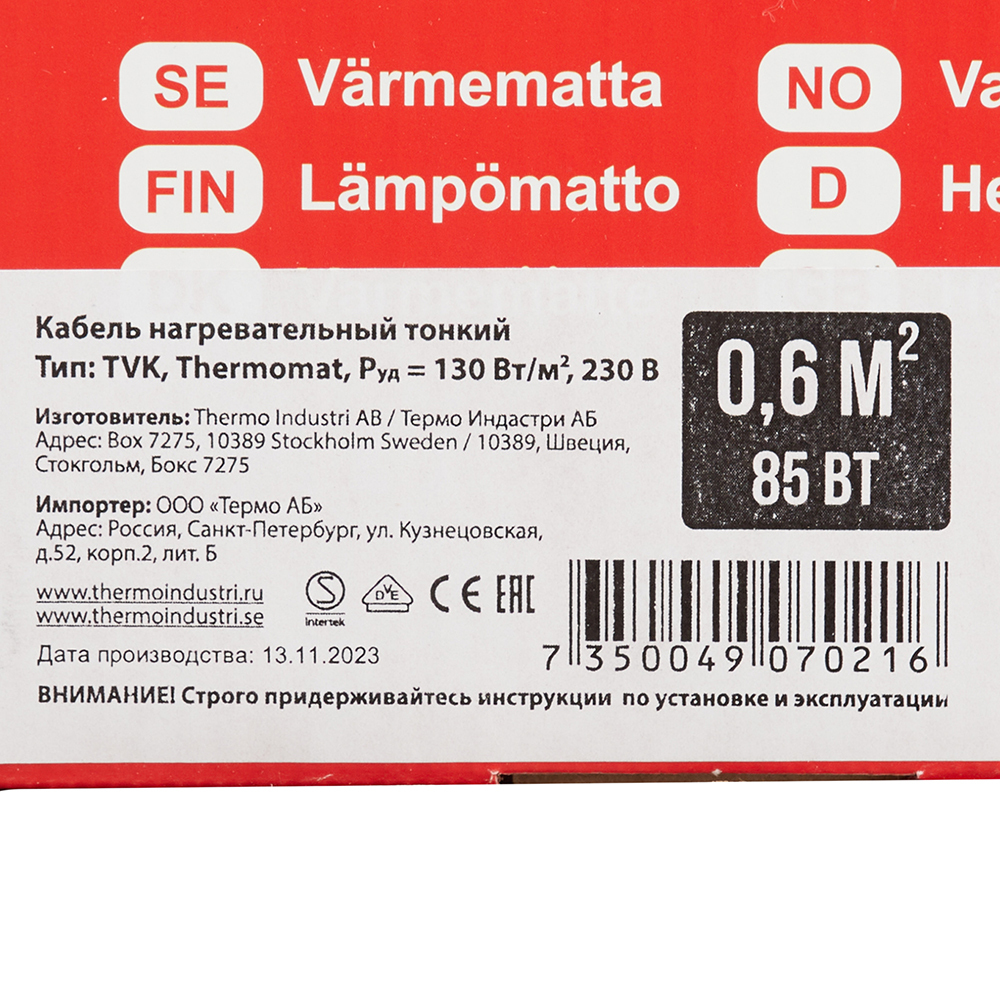 SE Värmematta NO Va
FIN Lämpömatto D He
Värmematte
Кабель нагревательный тонкий
Тип: TVK, Thermomat, Pуд = 130 Вт/м², 230 В
0,6 М²
85 ВТ
Изготовитель: Thermo Industri AB / Термо Индастри АБ
Адрес: Box 7275, 10389 Stockholm Sweden / 10389, Швеция,
Стокгольм, Бокс 7275
Импортер: ООО «Термо АБ»
Адрес: Россия, Санкт-Петербург, ул. Кузнецовская,
д.52, корп.2, лит. Б
www.thermoindustri.ru
www.thermoindustri.se
S Intertek DVE CE EAC
Дата производства: 13.11.2023
7 350049 070216
ВНИМАНИЕ! Строго придерживайтесь инструкции по установке и эксплуатации